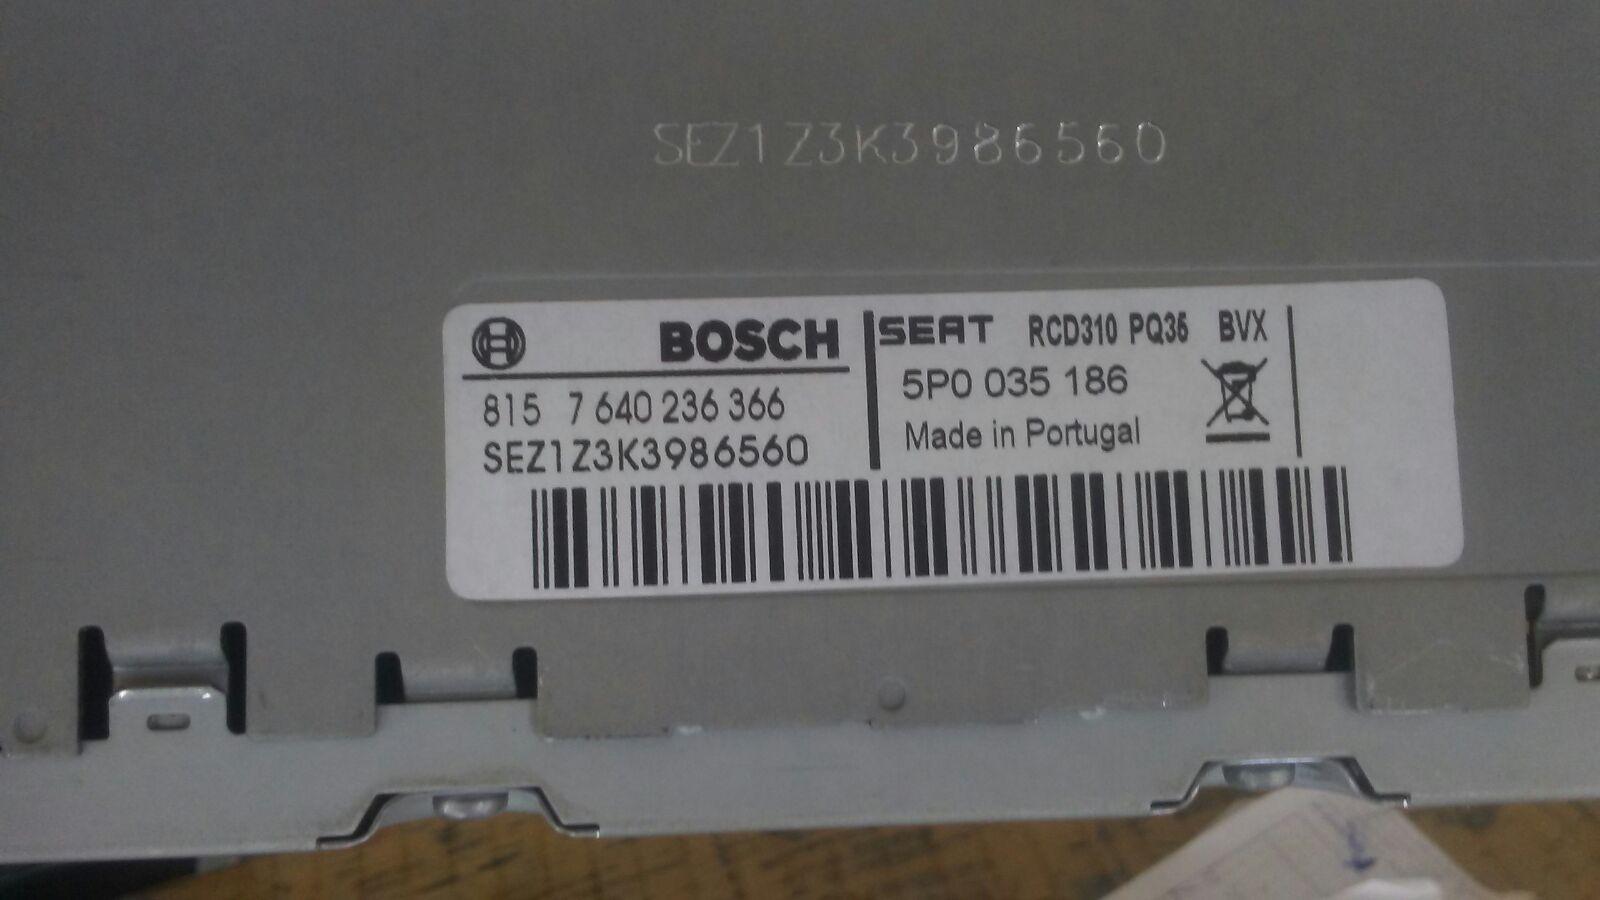 SEZ1Z3K3986560
BOSCH
815 7 640 236 366
SEZ1Z3K3986560
SEAT RCD310 PQ35 BVX
5P0 035 186
Made in Portugal